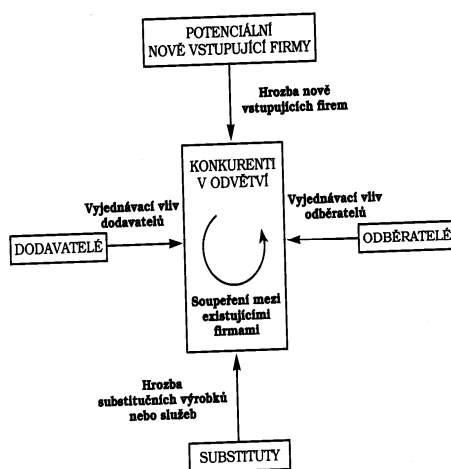 POTENCIÁLNÍ
NOVĚ VSTUPUJÍCÍ FIRMY
Hrozba nově
vstupujících firem
KONKURENTI
V ODVĚTVÍ
Vyjednávací vliv
dodavatelů
Vyjednávací vliv
odběratelů
DODAVATELÉ
ODBĚRATELÉ
Soupeření mezi
existujícími
firmami
Hrozba
substitučních výrobků
nebo služeb
SUBSTITUTY